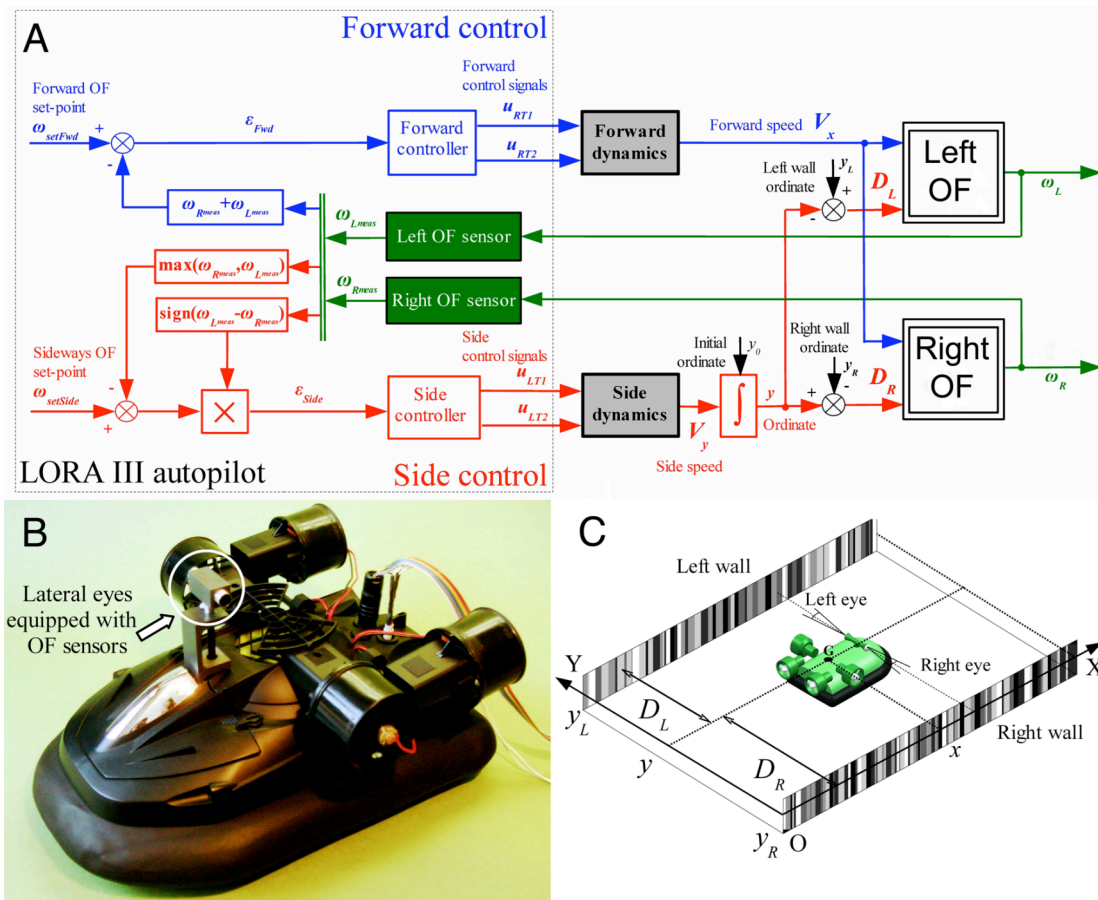 A
Forward control
Forward OF
set-point
ω_setFwd
+
-
ε_Fwd
Forward
controller
Forward
control signals
u_RT1
u_RT2
Forward
dynamics
Forward speed V_x
Left wall
ordinate
y_L
+
-
D_L
Left
OF
ω_L
ω_Rmeas+ω_Lmeas
ω_Lmeas
Left OF sensor
max(ω_Rmeas,ω_Lmeas)
ω_Rmeas
Right OF sensor
sign(ω_Lmeas-ω_Rmeas)
Sideways OF
set-point
ω_setSide
-
+
×
ε_Side
Side
controller
Side
control signals
u_LT1
u_LT2
Side
dynamics
V_y
Side speed
Initial
ordinate
y_0
∫
y
Ordinate
Right wall
ordinate
y_R
+
-
D_R
Right
OF
ω_R
LORA III autopilot
Side control
B
Lateral eyes
equipped with
OF sensors
C
Left wall
Left eye
G
Right eye
Y
X
y_L
D_L
Right wall
x
y
D_R
y_R
O